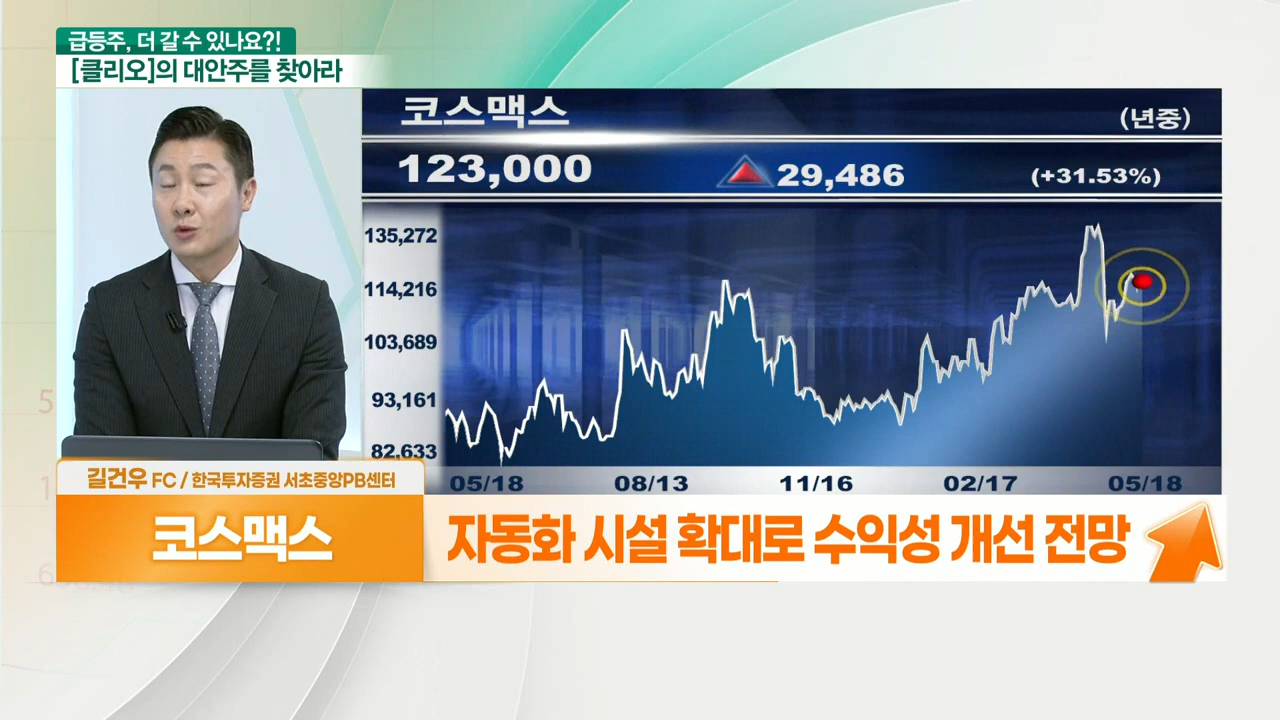 급등주, 더 갈 수 있나요?!
[클리오]의 대안주를 찾아라
코스맥스
(년중)
123,000
29,486
(+31.53%)
135,272
114,216
103,689
93,161
82,633
05/18
08/13
11/16
02/17
05/18
길건우 FC / 한국투자증권 서초중앙PB센터
코스맥스
자동화 시설 확대로 수익성 개선 전망